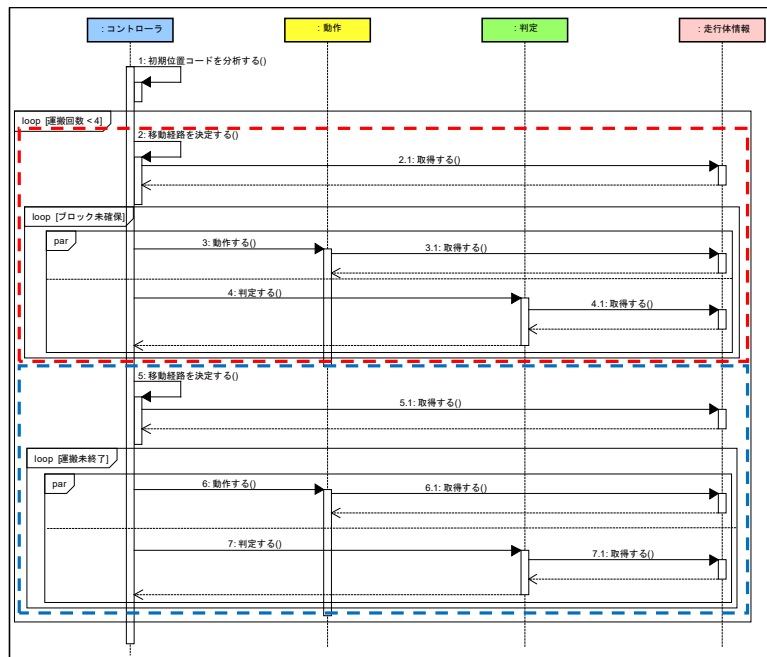 : コントローラ
: 動作
: 判定
: 走行体情報
1: 初期位置コードを分析する()
loop [運搬回数 < 4]
2: 移動経路を決定する()
2.1: 取得する()
loop [ブロック未確保]
par
3: 動作する()
3.1: 取得する()
4: 判定する()
4.1: 取得する()
5: 移動経路を決定する()
5.1: 取得する()
loop [運搬未終了]
par
6: 動作する()
6.1: 取得する()
7: 判定する()
7.1: 取得する()